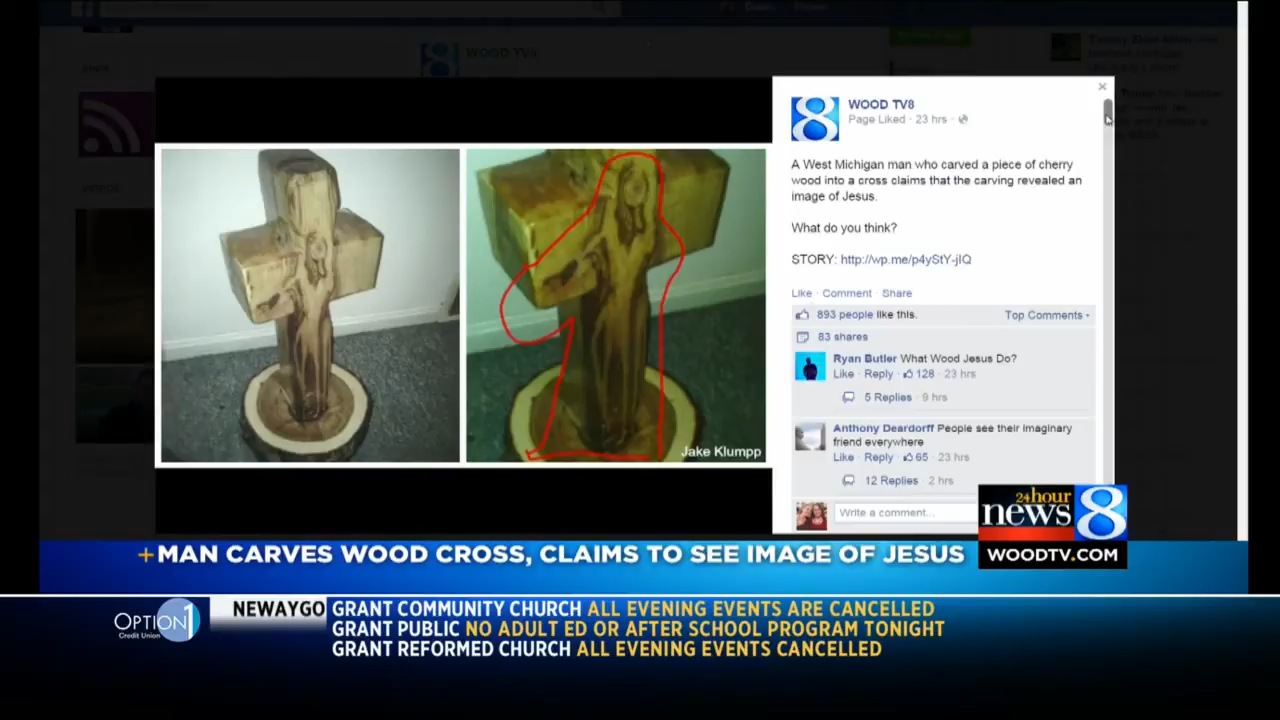 WOOD TV8
WOOD TV8
Page Liked · 23 hrs ·
A West Michigan man who carved a piece of cherry
wood into a cross claims that the carving revealed an
image of Jesus.
What do you think?
STORY: http://wp.me/p4yStY-jIQ
Like · Comment · Share
893 people like this.
Top Comments
83 shares
Ryan Butler What Wood Jesus Do?
Like · Reply · 128 · 23 hrs
5 Replies · 9 hrs
Anthony Deardorff People see their imaginary
friend everywhere
Like · Reply · 65 · 23 hrs
12 Replies · 2 hrs
Write a comment...
Jake Klumpp
24hour
news 8
WOODTV.COM
+MAN CARVES WOOD CROSS, CLAIMS TO SEE IMAGE OF JESUS
OPTION1
Credit Union
NEWAYGO
GRANT COMMUNITY CHURCH ALL EVENING EVENTS ARE CANCELLED
GRANT PUBLIC NO ADULT ED OR AFTER SCHOOL PROGRAM TONIGHT
GRANT REFORMED CHURCH ALL EVENING EVENTS CANCELLED